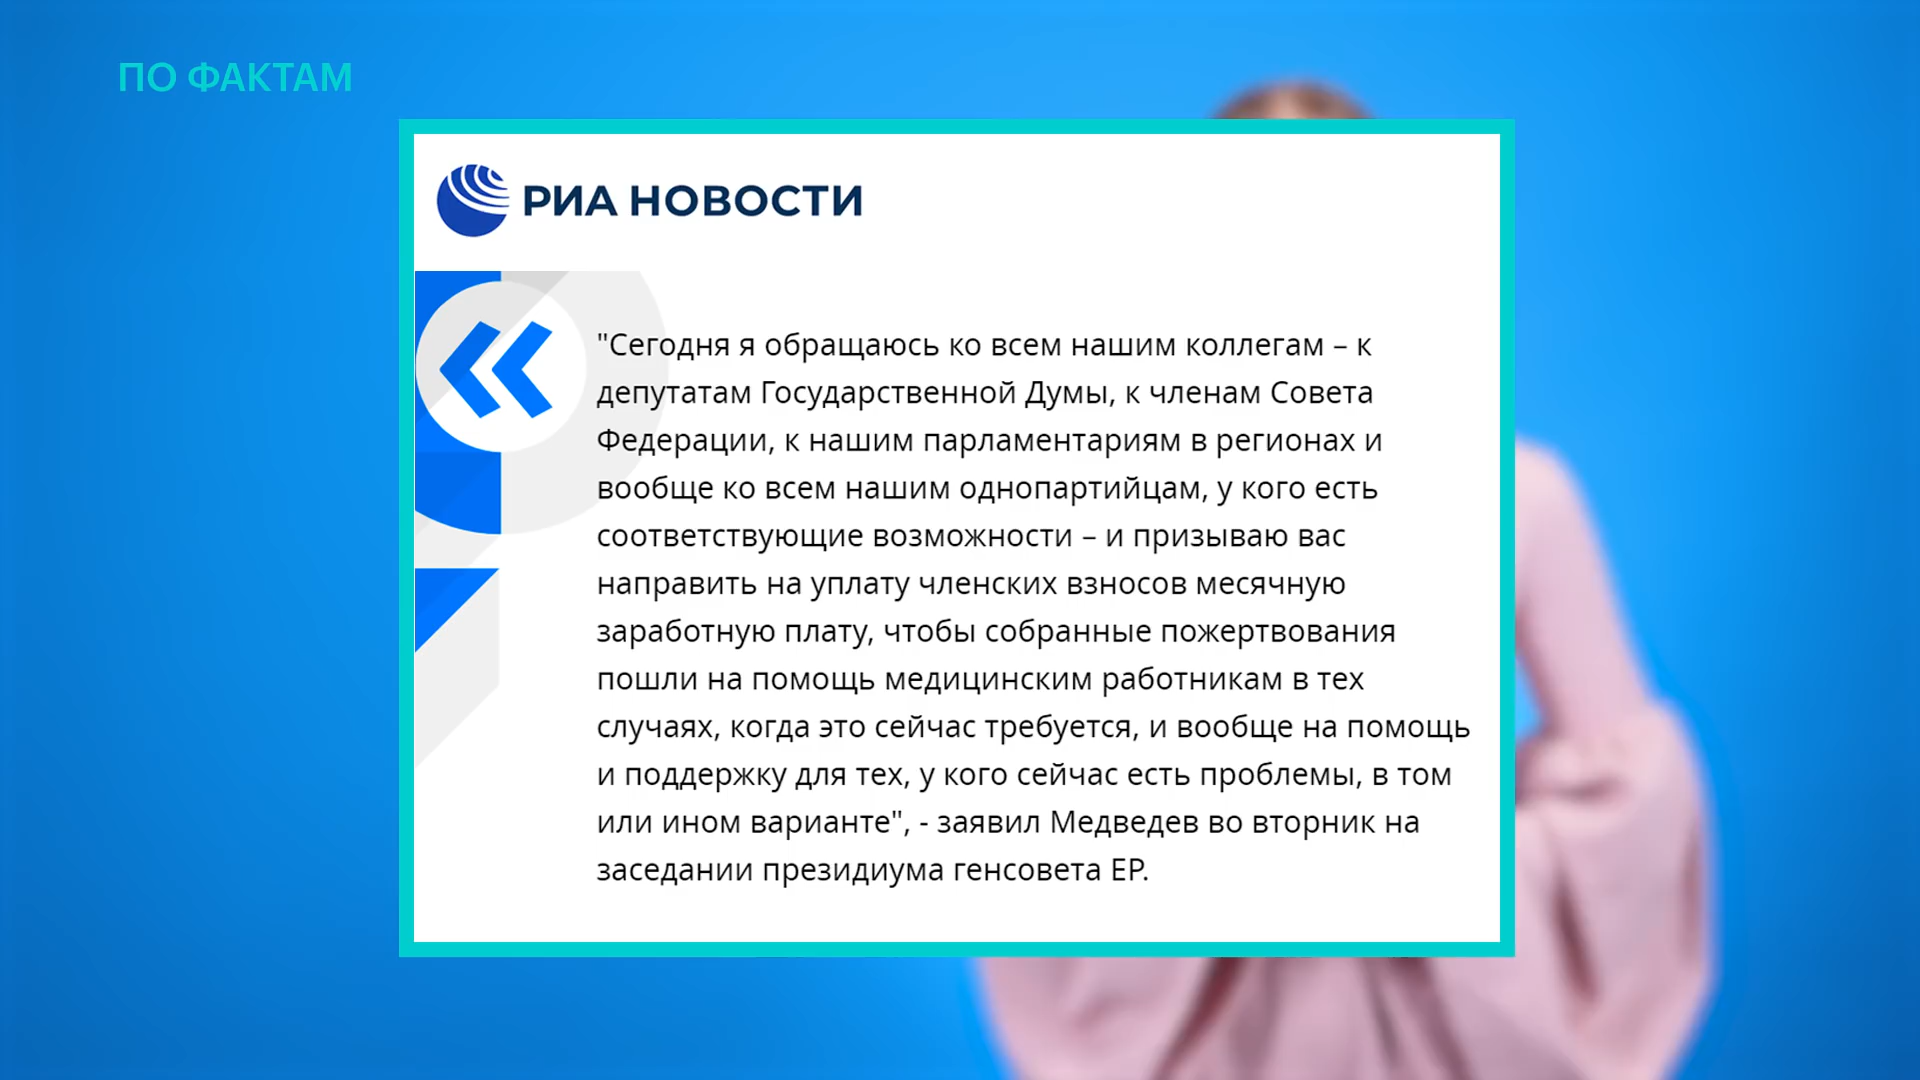 ПО ФАКТАМ
РИА НОВОСТИ
"Сегодня я обращаюсь ко всем нашим коллегам – к
депутатам Государственной Думы, к членам Совета
Федерации, к нашим парламентариям в регионах и
вообще ко всем нашим однопартийцам, у кого есть
соответствующие возможности – и призываю вас
направить на уплату членских взносов месячную
заработную плату, чтобы собранные пожертвования
пошли на помощь медицинским работникам в тех
случаях, когда это сейчас требуется, и вообще на помощь
и поддержку для тех, у кого сейчас есть проблемы, в том
или ином варианте", - заявил Медведев во вторник на
заседании президиума генсовета ЕР.